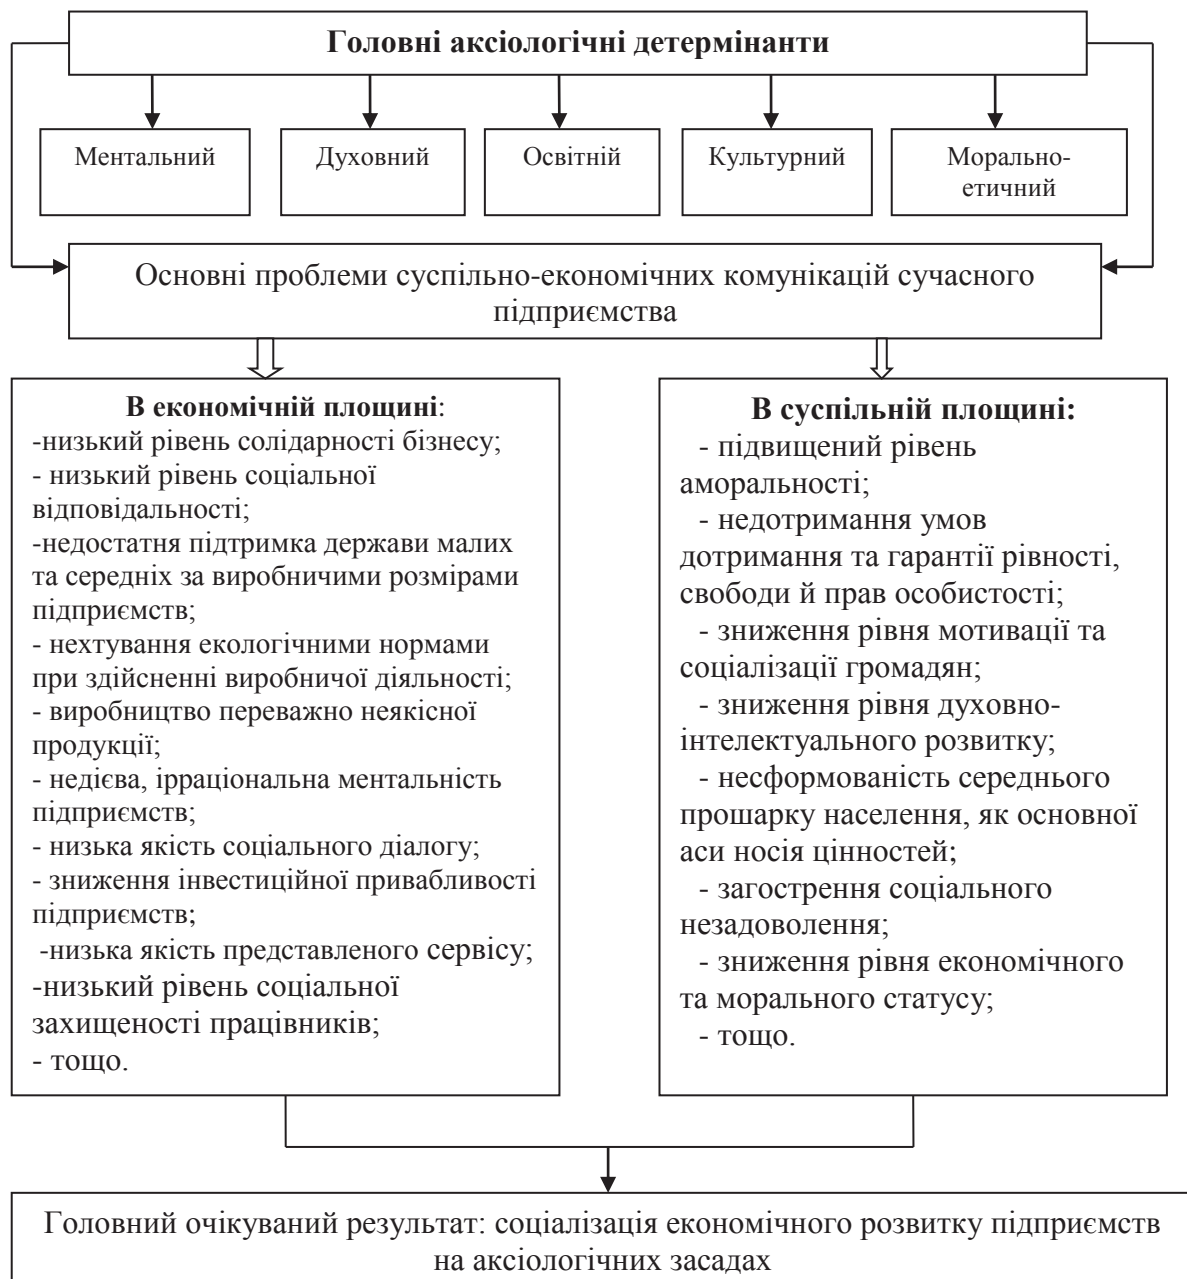 Головні аксіологічні детермінанти
Ментальний
Духовний
Освітній
Культурний
Морально-
етичний
Основні проблеми суспільно-економічних комунікацій сучасного
підприємства
В економічній площині:
-низький рівень солідарності бізнесу;
- низький рівень соціальної
відповідальності;
-недостатня підтримка держави малих
та середніх за виробничими розмірами
підприємств;
- нехтування екологічними нормами
при здійсненні виробничої діяльності;
- виробництво переважно неякісної
продукції;
- недієва, ірраціональна ментальність
підприємств;
- низька якість соціального діалогу;
- зниження інвестиційної привабливості
підприємств;
-низька якість представленого сервісу;
-низький рівень соціальної
захищеності працівників;
- тощо.
В суспільній площині:
- підвищений рівень
аморальності;
- недотримання умов
дотримання та гарантії рівності,
свободи й прав особистості;
- зниження рівня мотивації та
соціалізації громадян;
- зниження рівня духовно-
інтелектуального розвитку;
- несформованість середнього
прошарку населення, як основної
аси носія цінностей;
- загострення соціального
незадоволення;
- зниження рівня економічного
та морального статусу;
- тощо.
Головний очікуваний результат: соціалізація економічного розвитку підприємств
на аксіологічних засадах